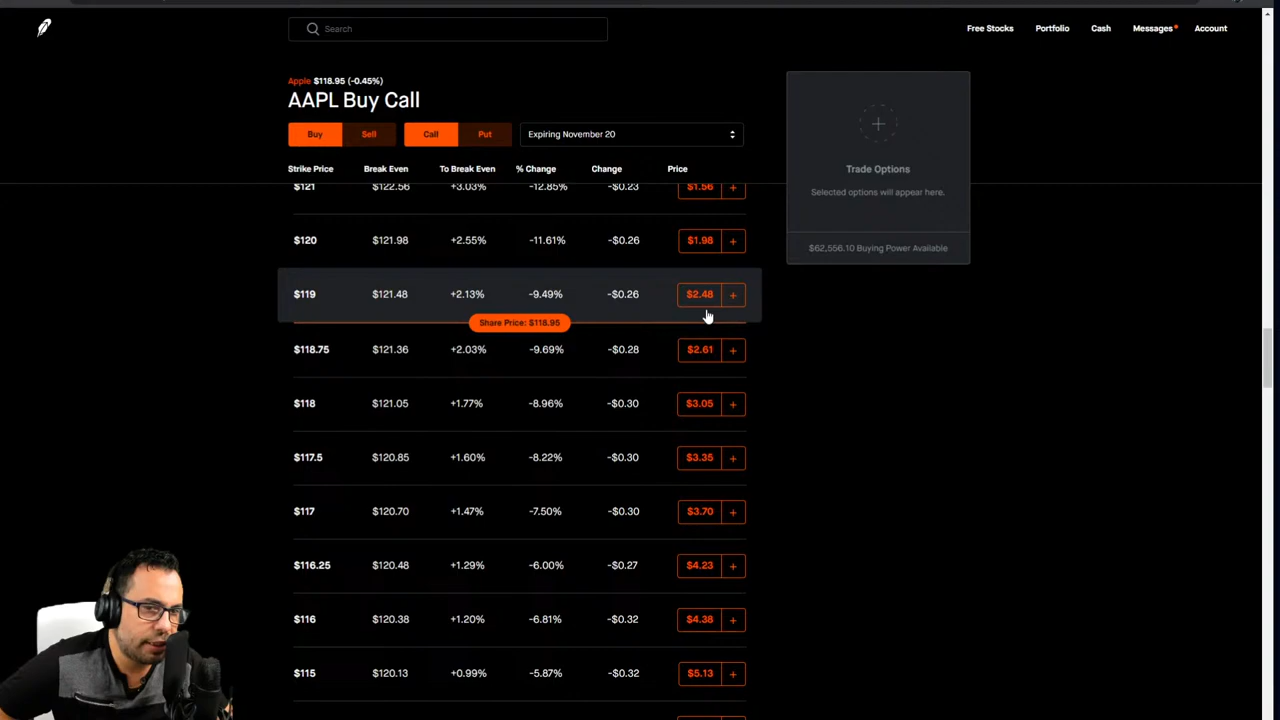 Search
Free Stocks Portfolio Cash Messages Account
Apple $118.95 (-0.45%)
AAPL Buy Call
Buy Sell Call Put Expiring November 20
Strike Price Break Even To Break Even % Change Change Price
$121 $122.56 +3.03% -12.85% -$0.23 $1.56 +
$120 $121.98 +2.55% -11.61% -$0.26 $1.98 +
$119 $121.48 +2.13% -9.49% -$0.26 $2.48 +
Share Price: $118.95
$118.75 $121.36 +2.03% -9.69% -$0.28 $2.61 +
$118 $121.05 +1.77% -8.96% -$0.30 $3.05 +
$117.5 $120.85 +1.60% -8.22% -$0.30 $3.35 +
$117 $120.70 +1.47% -7.50% -$0.30 $3.70 +
$116.25 $120.48 +1.29% -6.00% -$0.27 $4.23 +
$116 $120.38 +1.20% -6.81% -$0.32 $4.38 +
$115 $120.13 +0.99% -5.87% -$0.32 $5.13 +
Trade Options
Selected options will appear here.
$62,556.10 Buying Power Available